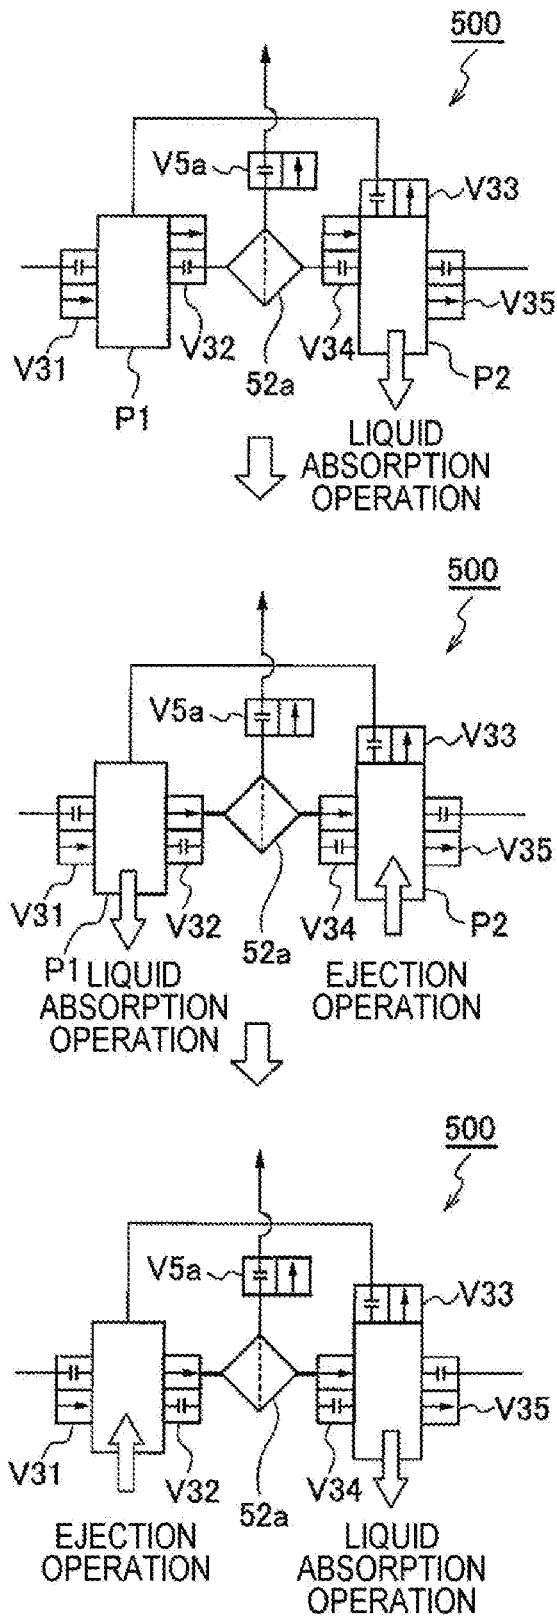 500
V5a
V33
V31
V32
V34
V35
52a
P1
P2
LIQUID
ABSORPTION
OPERATION
500
V5a
V33
V31
V32
V34
V35
52a
P1
P2
LIQUID
ABSORPTION
OPERATION
EJECTION
OPERATION
500
V5a
V33
V31
V32
V34
V35
52a
EJECTION
OPERATION
LIQUID
ABSORPTION
OPERATION